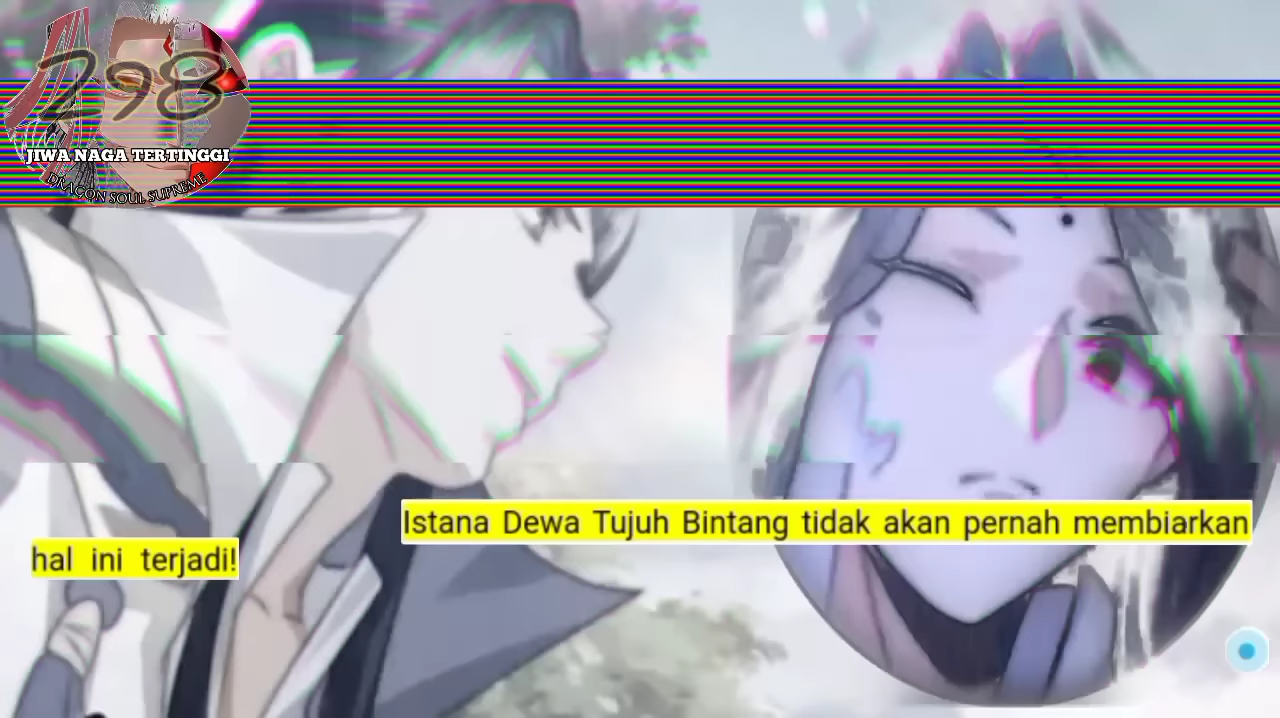 298
JIWA NAGA TERTINGGI
DRAGON SOUL SUPREME
Istana Dewa Tujuh Bintang tidak akan pernah membiarkan
hal ini terjadi!